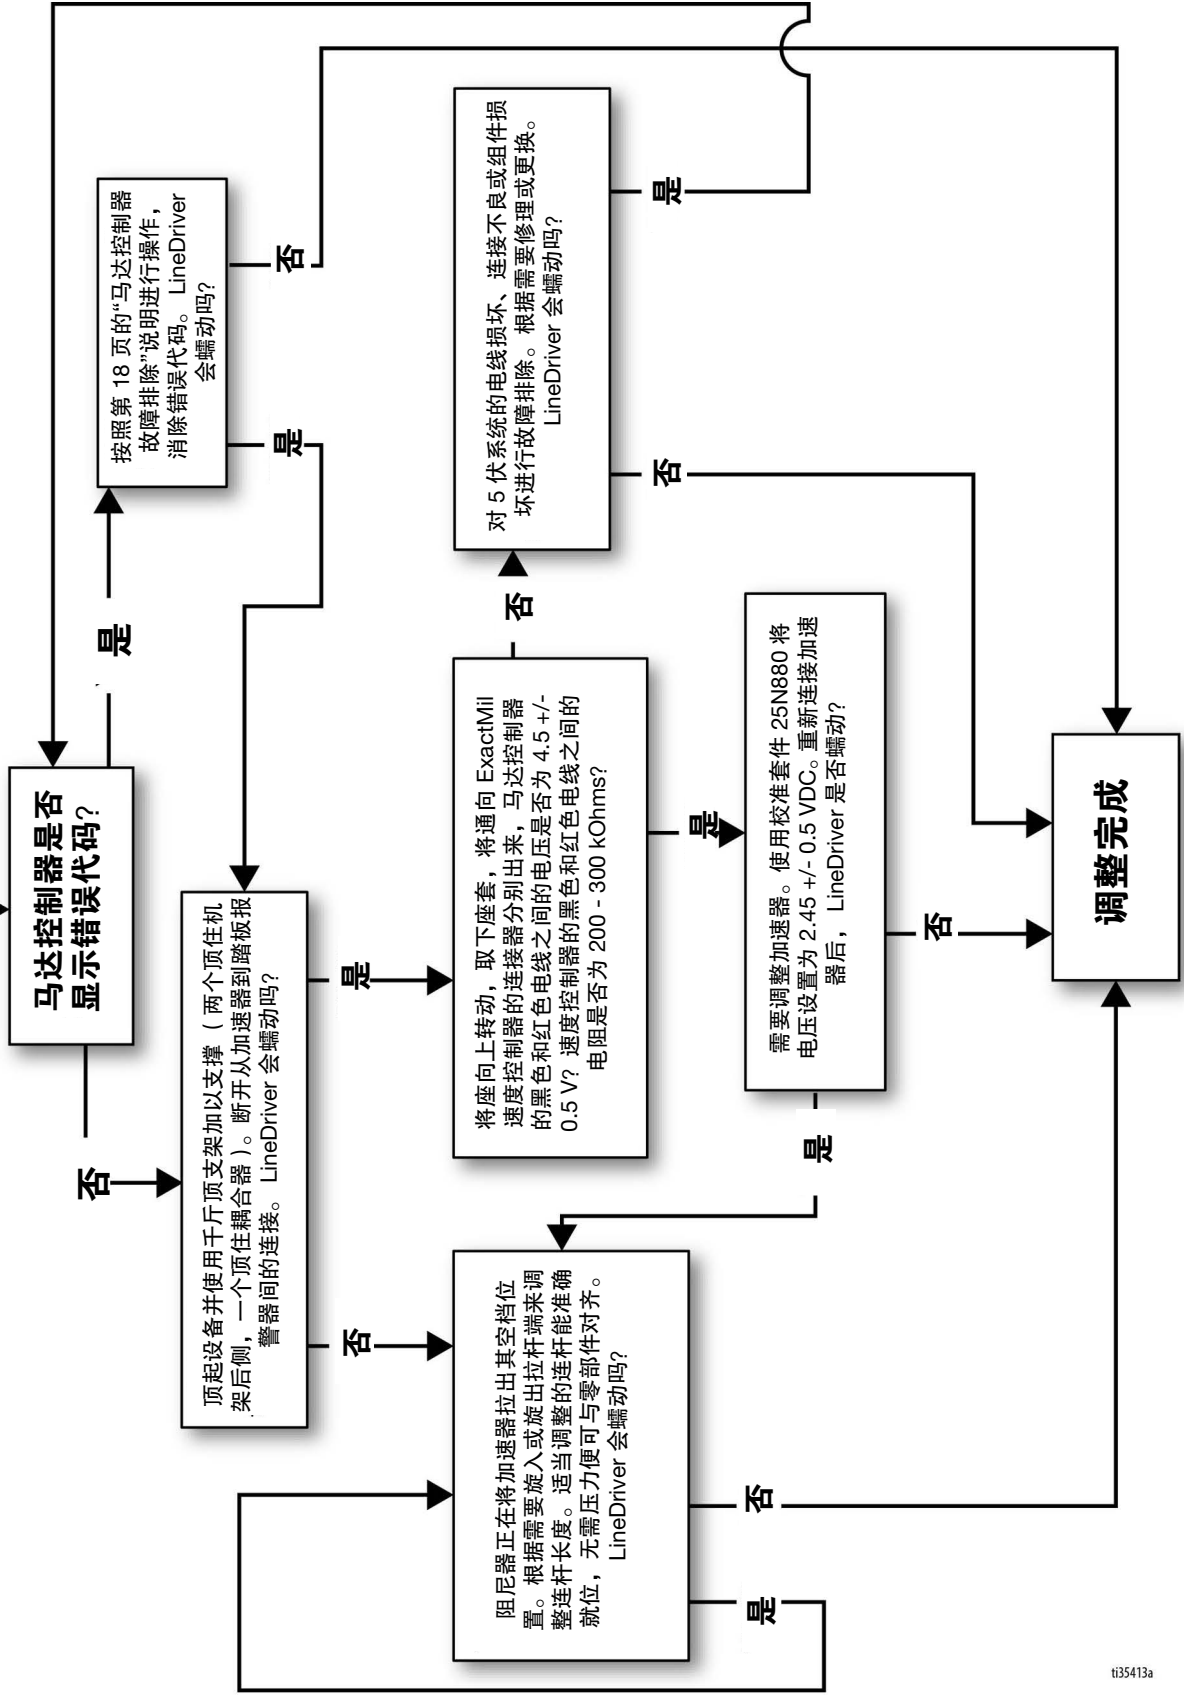 马达控制器是否
显示错误代码？
是
否
按照第 18 页的“马达控制器
故障排除”说明进行操作，
消除错误代码。LineDriver
会蠕动吗？
是
否
顶起设备并使用千斤顶支架加以支撑（两个顶住机
架后侧，一个顶住耦合器）。断开从加速器到踏板报
警器间的连接。LineDriver 会蠕动吗？
是
否
将座向上转动，取下座套，将通向 ExactMil
速度控制器的连接器分别出来，马达控制器
的黑色和红色电线之间的电压是否为 4.5 +/-
0.5 V？速度控制器的黑色和红色电线之间的
电阻是否为 200 - 300 kOhms？
否
是
对 5 伏系统的电线损坏、连接不良或组件损
坏进行故障排除。根据需要修理或更换。
LineDriver 会蠕动吗？
是
否
需要调整加速器。使用校准套件 25N880 将
电压设置为 2.45 +/- 0.5 VDC。重新连接加速
器后，LineDriver 是否蠕动？
是
否
阻尼器正在将加速器拉出其空档位
置。根据需要旋入或旋出拉杆端来调
整连杆长度。适当调整的连杆能准确
就位，无需压力便可与零部件对齐。
LineDriver 会蠕动吗？
否
是
调整完成
ti35413a